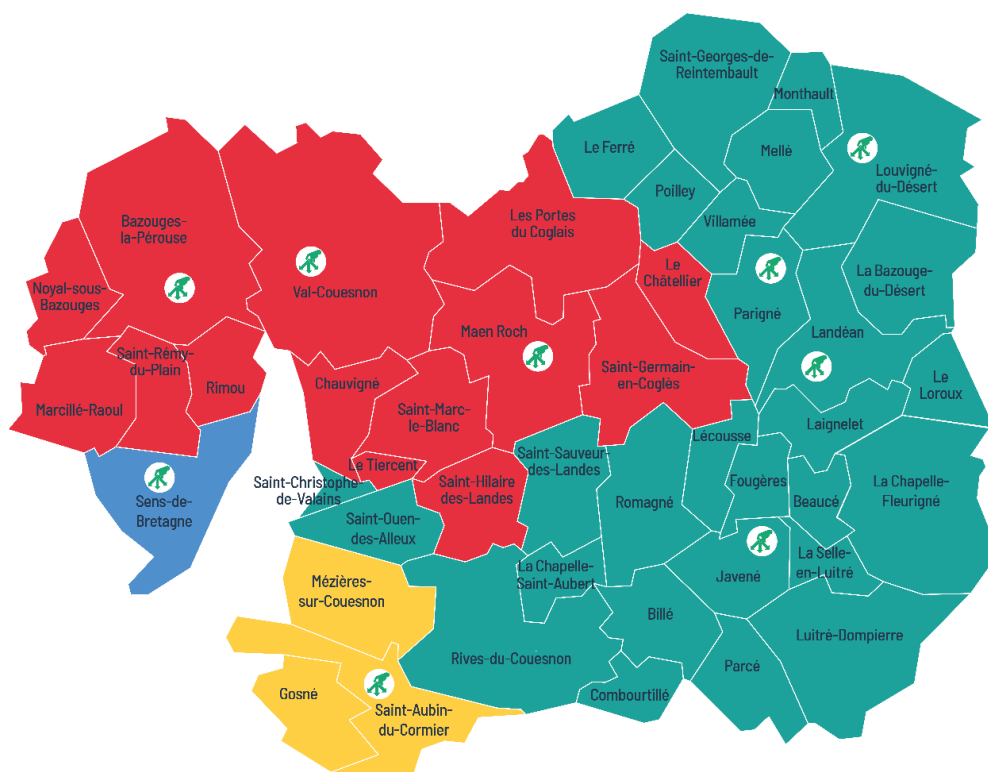 Saint-Georges-de-
Reintembault
Monthault
Le Ferré
Mellé
Louvigné-
du-Désert
Poilley
Villamée
Bazouges-
la-Pérouse
Les Portes
du Coglais
Le
Châtellier
La Bazouge-
du-Désert
Noyal-sous-
Bazouges
Val-Couesnon
Parigné
Landéan
Maen Roch
Saint-Rémy-
du-Plain
Rimou
Chauvigné
Saint-Germain-
en-Coglès
Le
Loroux
Marcillé-Raoul
Saint-Marc-
le-Blanc
Laignelet
Lécousse
Saint-Sauveur-
des-Landes
Le Tiercent
Saint-Christophe-
de-Valains
Saint-Hilaire
des-Landes
Romagné
Fougères
Beaucé
La Chapelle-
Fleurigné
Sens-de-
Bretagne
Saint-Ouen-
des-Alleux
La Chapelle-
Saint-Aubert
Javené
La Selle-
en-Luitré
Mézières-
sur-Couesnon
Billé
Luitré-Dompierre
Rives-du-Couesnon
Parcé
Combourtillé
Gosné
Saint-Aubin-
du-Cormier